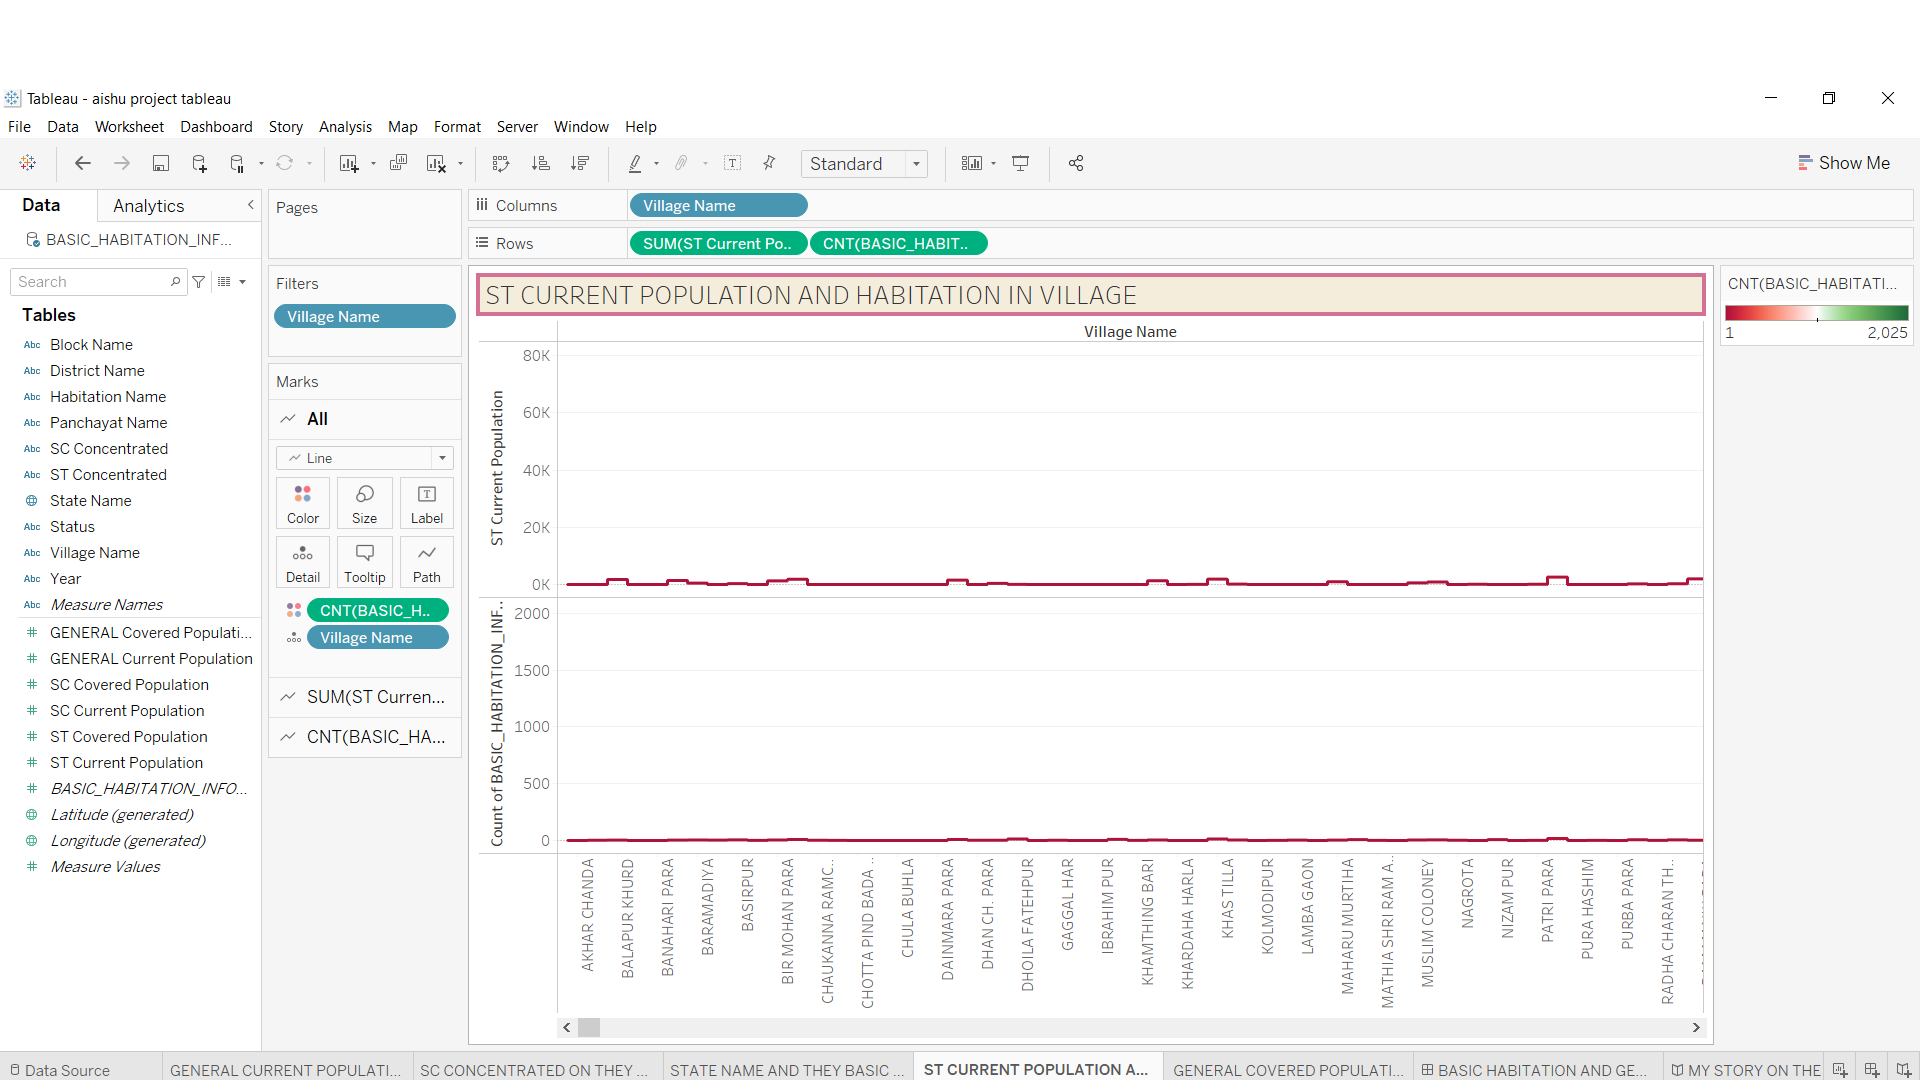 Tableau - aishu project tableau
File Data Worksheet Dashboard Story Analysis Map Format Server Window Help
Standard
Show Me
Data Analytics
BASIC_HABITATION_INF...
Search
Tables
Abc Block Name
Abc District Name
Abc Habitation Name
Abc Panchayat Name
Abc SC Concentrated
Abc ST Concentrated
State Name
Abc Status
Abc Village Name
Abc Year
Abc Measure Names
# GENERAL Covered Populati...
# GENERAL Current Population
# SC Covered Population
# SC Current Population
# ST Covered Population
# ST Current Population
# BASIC_HABITATION_INFO...
Latitude (generated)
Longitude (generated)
# Measure Values
Pages
Filters
Village Name
Marks
All
Line
Color Size Label
Detail Tooltip Path
CNT(BASIC_H..
Village Name
SUM(ST Curren...
CNT(BASIC_HA...
Columns Village Name
Rows SUM(ST Current Po.. CNT(BASIC_HABIT..
ST CURRENT POPULATION AND HABITATION IN VILLAGE
Village Name
ST Current Population
80K
60K
40K
20K
0K
Count of BASIC_HABITATION_INF..
2000
1500
1000
500
0
AKHAR CHANDA
BALAPUR KHURD
BANAHARI PARA
BARAMADIYA
BASIRPUR
BIR MOHAN PARA
CHAUKANNA RAMC..
CHOTTA PIND BADA ..
CHULA BUHLA
DAINMARA PARA
DHAN CH. PARA
DHOILA FATEHPUR
GAGGAL HAR
IBRAHIM PUR
KHAMTHING BARI
KHARDAHA HARLA
KHAS TILLA
KOLMODIPUR
LAMBA GAON
MAHARU MURTIHA
MATHIA SHRI RAM A..
MUSLIM COLONEY
NAGROTA
NIZAM PUR
PATRI PARA
PURA HASHIM
PURBA PARA
RADHA CHARAN TH..
CNT(BASIC_HABITATI...
1 2,025
Data Source GENERAL CURRENT POPULATI... SC CONCENTRATED ON THEY ... STATE NAME AND THEY BASIC ... ST CURRENT POPULATION A... GENERAL COVERED POPULATI... BASIC HABITATION AND GE... MY STORY ON THE